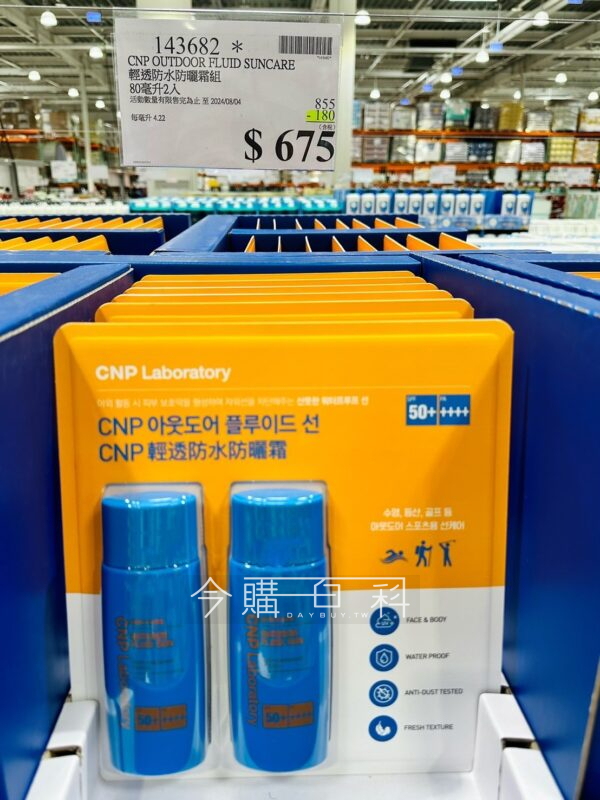 143682 *
CNP OUTDOOR FLUID SUNCARE
輕透防水防曬霜組
80毫升2入
活動數量有限售完為止 至 2024/08/04
855
- 180
(含稅)
每毫升 4.22
$ 675
CNP Laboratory
SPF 50+ PA ++++
CNP 아웃도어 플루이드 선
CNP 輕透防水防曬霜
수영, 등산, 골프 등
아웃도어 스포츠용 선케어
今購百科
DAYBUY.TW
FACE & BODY
WATER PROOF
ANTI-DUST TESTED
FRESH TEXTURE
CNP Laboratory
50+ ++++
CNP Laboratory
50+ ++++